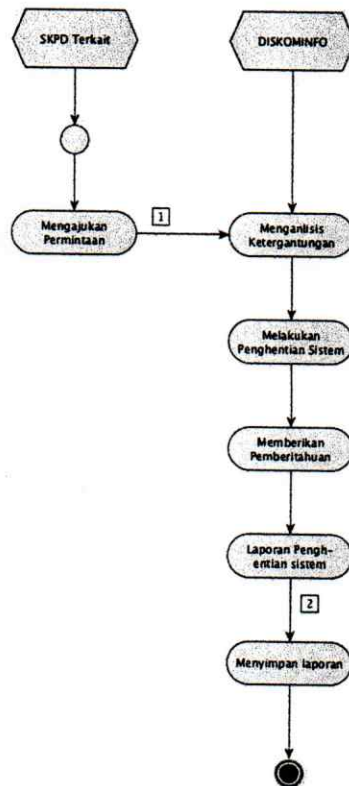 SKPD Terkait
DISKOMINFO
Mengajukan
Permintaan
1
Menganlisis
Ketergantungan
Melakukan
Penghentian Sistem
Memberikan
Pemberitahuan
Laporan Pengh-
entian sistem
2
Menyimpan laporan